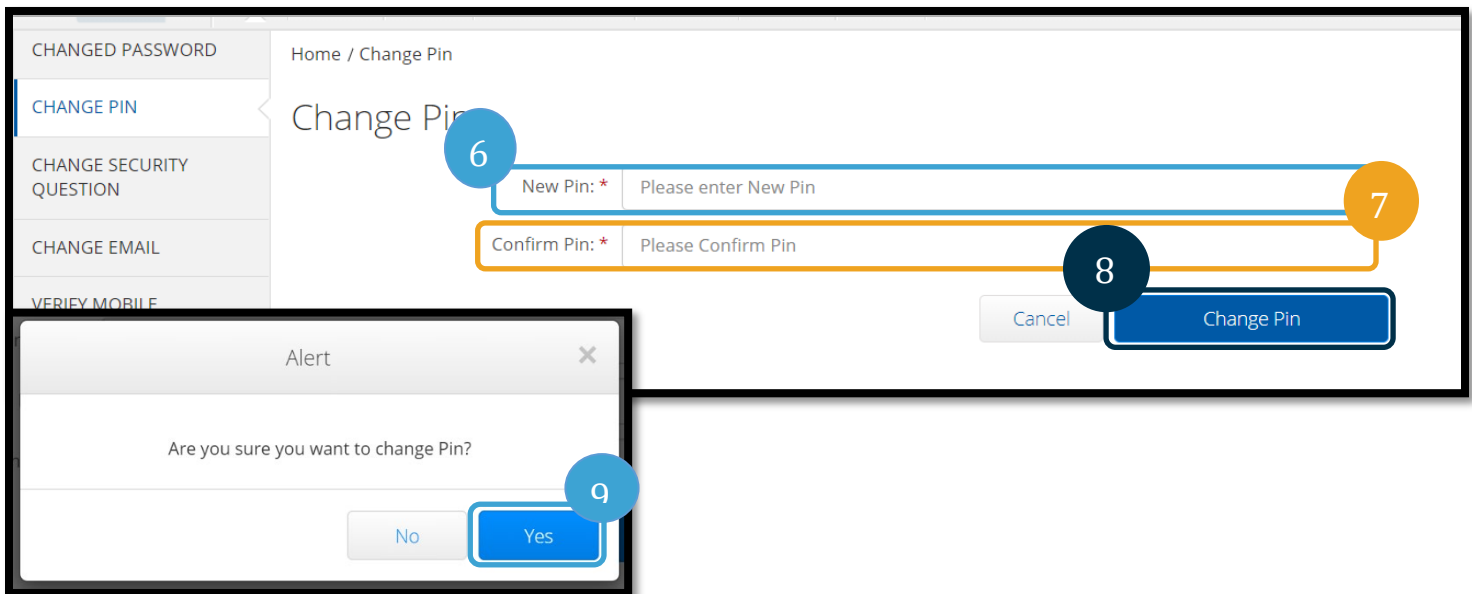 CHANGED PASSWORD
CHANGE PIN
CHANGE SECURITY
QUESTION
CHANGE EMAIL
VERIFY MOBILE
Home / Change Pin
Change Pin
6
New Pin: * Please enter New Pin
7
Confirm Pin: * Please Confirm Pin
8
Cancel Change Pin
Alert ×
Are you sure you want to change Pin?
9
No Yes